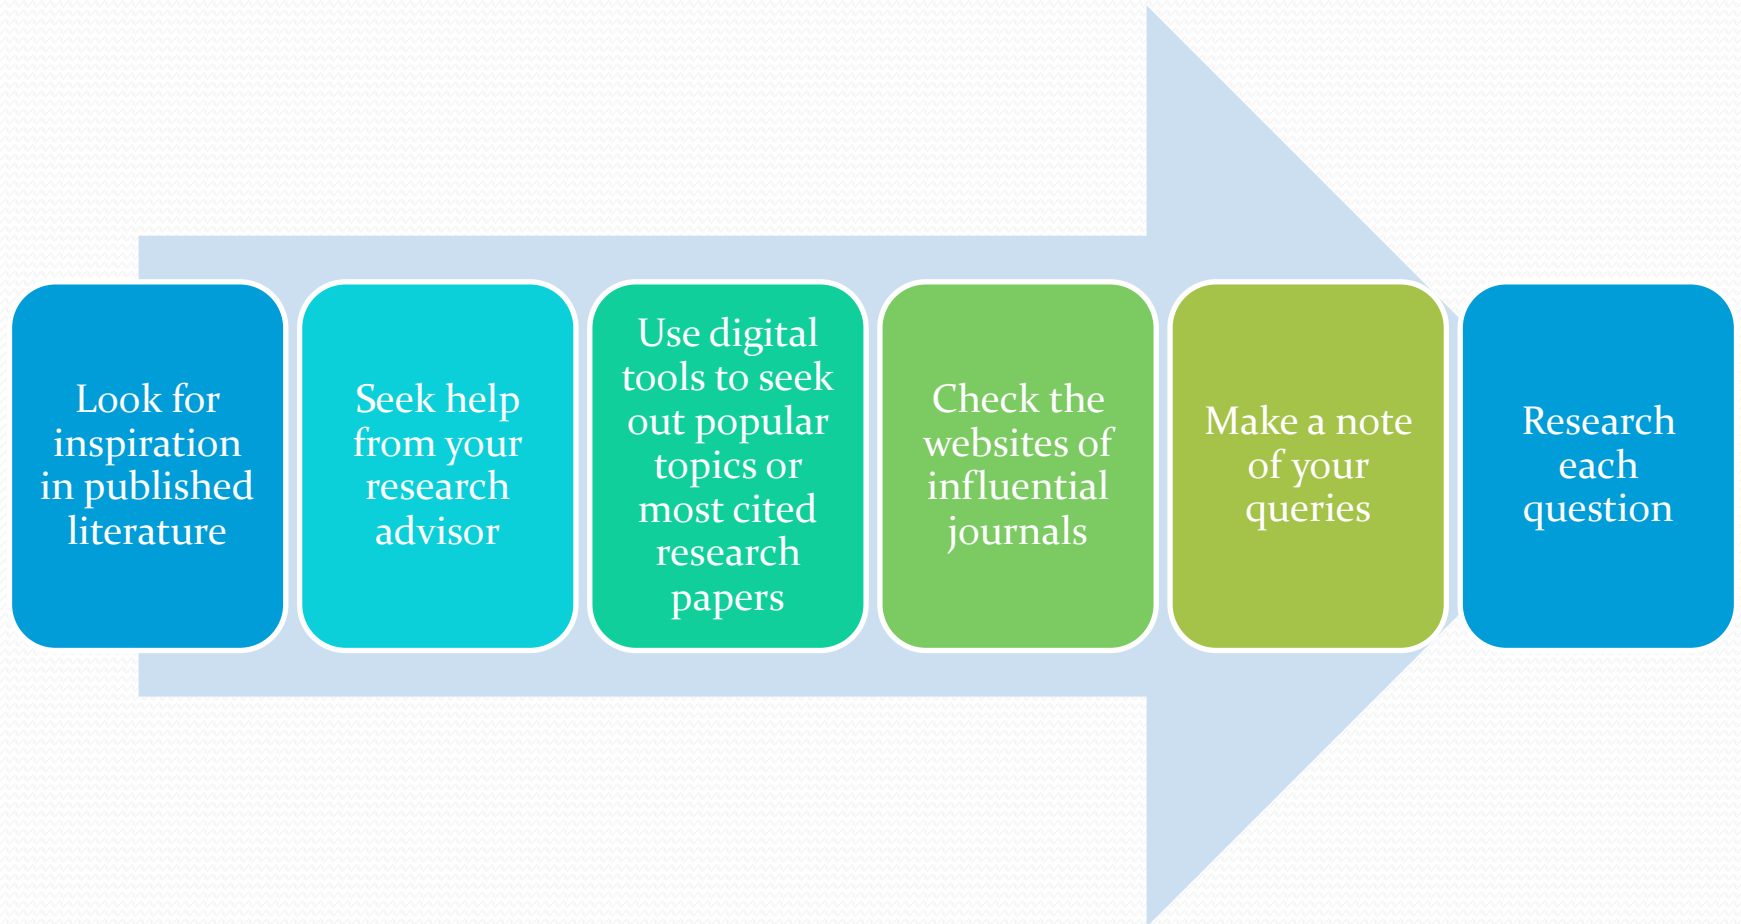 Look for
inspiration
in published
literature
Seek help
from your
research
advisor
Use digital
tools to seek
out popular
topics or
most cited
research
papers
Check the
websites of
influential
journals
Make a note
of your
queries
Research
each
question